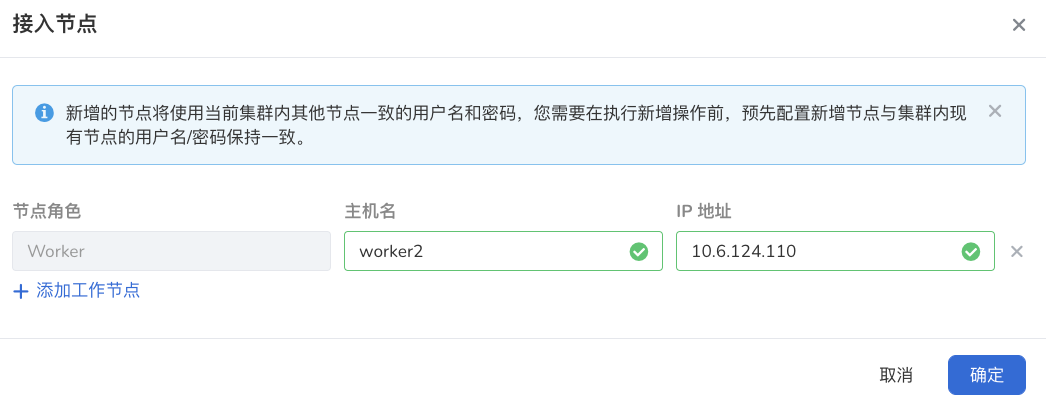 接入节点
新增的节点将使用当前集群内其他节点一致的用户名和密码，您需要在执行新增操作前，预先配置新增节点与集群内现
有节点的用户名/密码保持一致。
节点角色 主机名 IP 地址
Worker worker2 10.6.124.110
添加工作节点
取消 确定